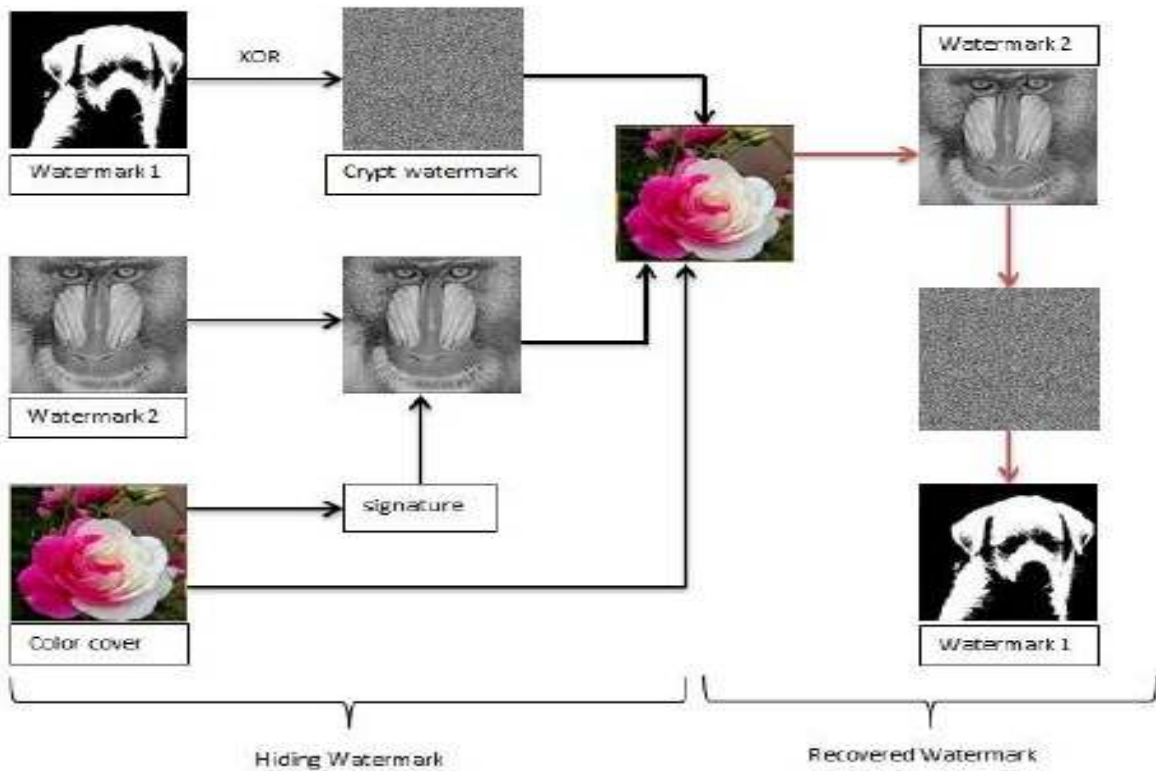 XOR
Watermark 1
Crypt watermark
Watermark 2
signature
Color cover
Hiding Watermark
Watermark 2
Watermark 1
Recovered Watermark